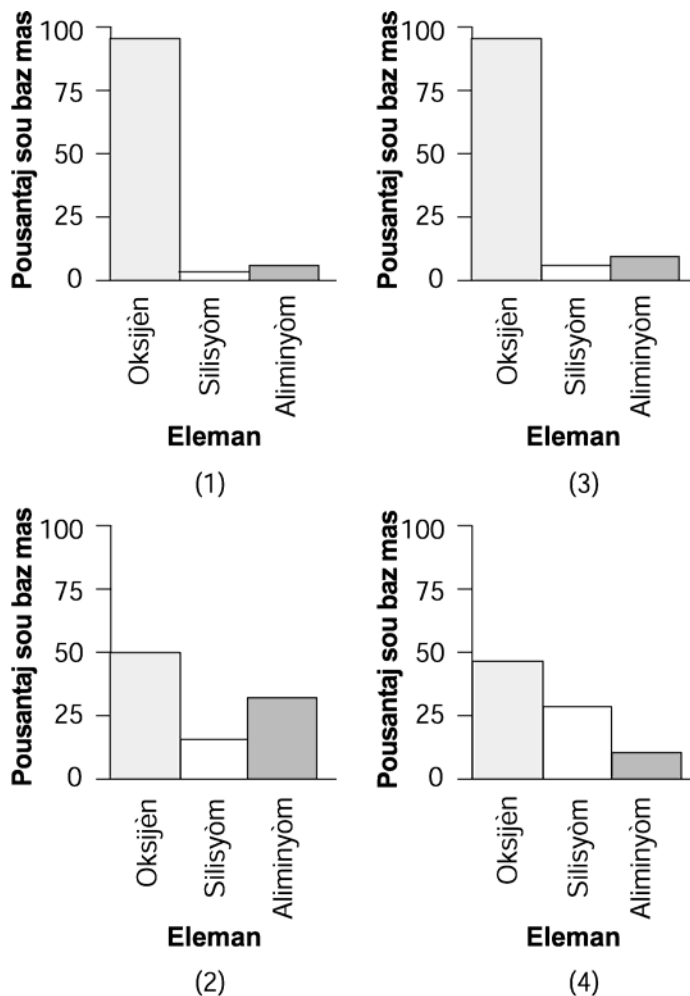 Pousantaj sou baz mas
100
75
50
25
0
Oksijèn
Silisyòm
Aliminyòm
Eleman
(1)
Pousantaj sou baz mas
100
75
50
25
0
Oksijèn
Silisyòm
Aliminyòm
Eleman
(3)
Pousantaj sou baz mas
100
75
50
25
0
Oksijèn
Silisyòm
Aliminyòm
Eleman
(2)
Pousantaj sou baz mas
100
75
50
25
0
Oksijèn
Silisyòm
Aliminyòm
Eleman
(4)